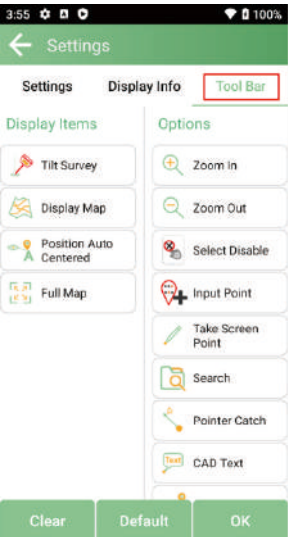 3:55 100%
Settings
Settings Display Info Tool Bar
Display Items Options
Tilt Survey
Display Map
Position Auto
Centered
Full Map
Zoom In
Zoom Out
Select Disable
Input Point
Take Screen
Point
Search
Pointer Catch
Text
CAD Text
Clear Default OK